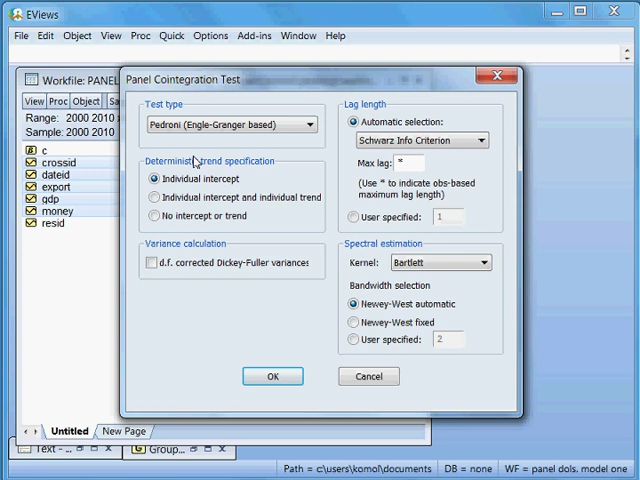 EViews
File Edit Object View Proc Quick Options Add-ins Window Help
Workfile: PANEL
View Proc Object
Range: 2000 2010 x
Sample: 2000 2010
c
crossid
dateid
export
gdp
money
resid
Untitled New Page
Panel Cointegration Test
Test type
Pedroni (Engle-Granger based)
Deterministic trend specification
Individual intercept
Individual intercept and individual trend
No intercept or trend
Variance calculation
d.f. corrected Dickey-Fuller variances
Lag length
Automatic selection:
Schwarz Info Criterion
Max lag: *
(Use * to indicate obs-based
maximum lag length)
User specified: 1
Spectral estimation
Kernel: Bartlett
Bandwidth selection
Newey-West automatic
Newey-West fixed
User specified: 2
OK Cancel
Text - ... Group...
Path = c:\users\komol\documents DB = none WF = panel dols, model one